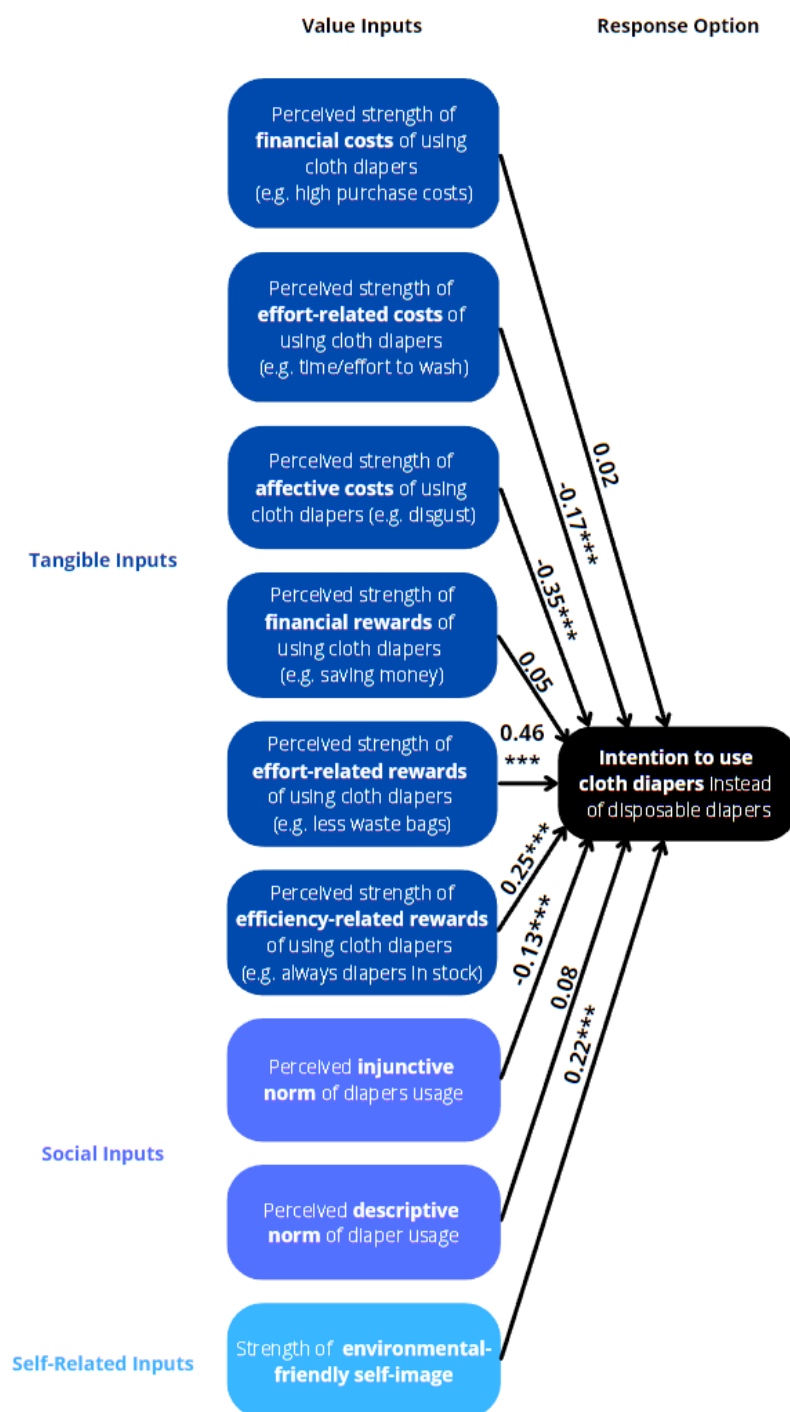 Value Inputs
Response Option
Perceived strength of
financial costs of using
cloth diapers
(e.g. high purchase costs)
Perceived strength of
effort-related costs of
using cloth diapers
(e.g. time/effort to wash)
Perceived strength of
affective costs of using
cloth diapers (e.g. disgust)
Tangible Inputs
Perceived strength of
financial rewards of
using cloth diapers
(e.g. saving money)
Perceived strength of
effort-related rewards
of using cloth diapers
(e.g. less waste bags)
Perceived strength of
efficiency-related rewards
of using cloth diapers
(e.g. always diapers in stock)
Perceived injunctive
norm of diapers usage
Social Inputs
Perceived descriptive
norm of diaper usage
Self-Related Inputs
Strength of environmental-
friendly self-image
0.02
-0.17***
-0.35***
0.05
0.46
***
0.25***
-0.13***
0.08
0.22***
Intention to use
cloth diapers instead
of disposable diapers